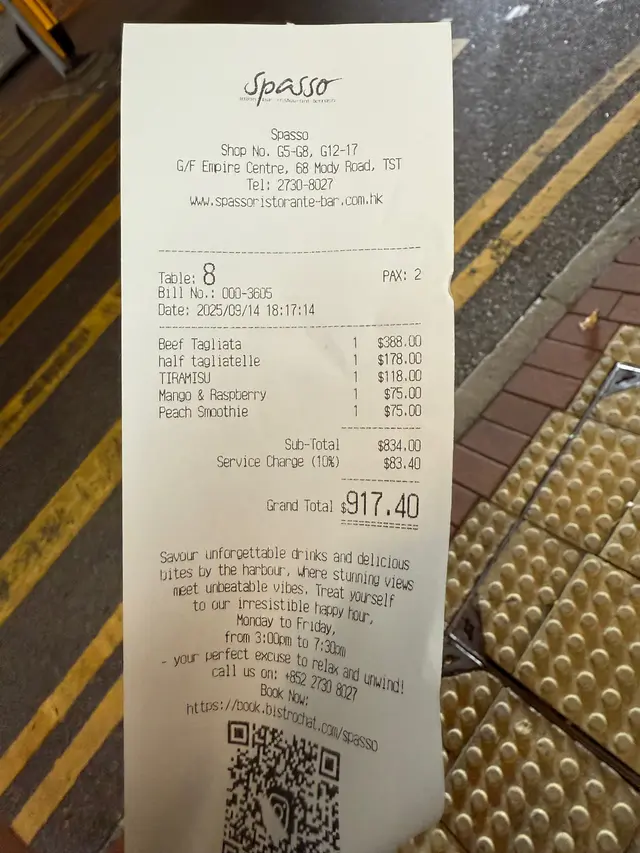 Spasso
Spasso
Shop No. G5-G8, G12-17
G/F Empire Centre, 68 Mody Road, TST
Tel: 2730-8027
www.spassoristorante-bar.com.hk
Table: 8 PAX: 2
Bill No.: 000-3605
Date: 2025/09/14 18:17:14
Beef Tagliata 1 $388.00
half tagliatelle 1 $178.00
TIRAMISU 1 $118.00
Mango & Raspberry 1 $75.00
Peach Smoothie 1 $75.00
Sub-Total $834.00
Service Charge (10%) $83.40
Grand Total $917.40
Savour unforgettable drinks and delicious
bites by the harbour, where stunning views
meet unbeatable vibes. Treat yourself
to our irresistible happy hour,
Monday to Friday,
from 3:00pm to 7:30pm
- your perfect excuse to relax and unwind!
call us on: +852 2730 8027
Book Now:
https://book.bistrochat.com/spasso